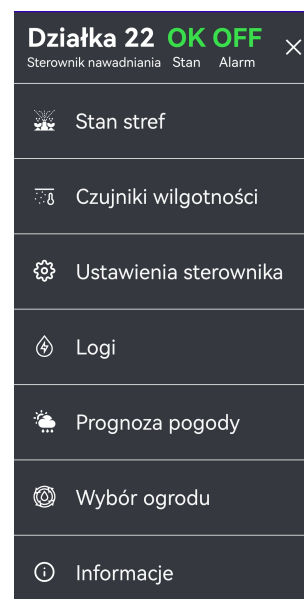 Działka 22 OK OFF
Sterownik nawadniania Stan Alarm
Stan stref
Czujniki wilgotności
Ustawienia sterownika
Logi
Prognoza pogody
Wybór ogrodu
Informacje